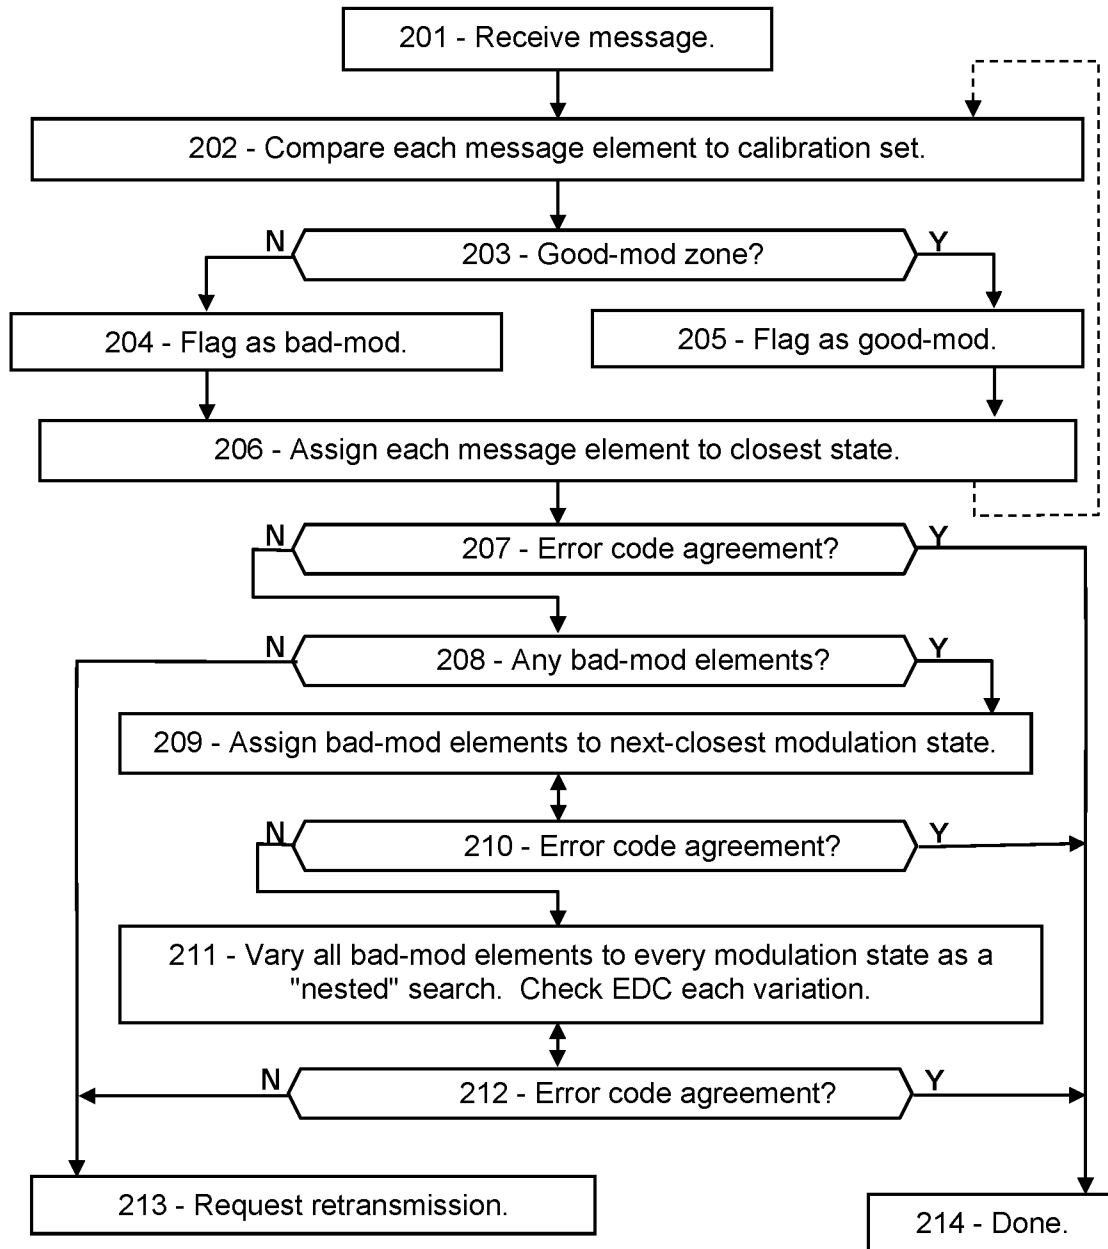 201 - Receive message.
202 - Compare each message element to calibration set.
N
Y
203 - Good-mod zone?
204 - Flag as bad-mod.
205 - Flag as good-mod.
206 - Assign each message element to closest state.
N
Y
207 - Error code agreement?
N
Y
208 - Any bad-mod elements?
209 - Assign bad-mod elements to next-closest modulation state.
N
Y
210 - Error code agreement?
211 - Vary all bad-mod elements to every modulation state as a
"nested" search.  Check EDC each variation.
N
Y
212 - Error code agreement?
213 - Request retransmission.
214 - Done.